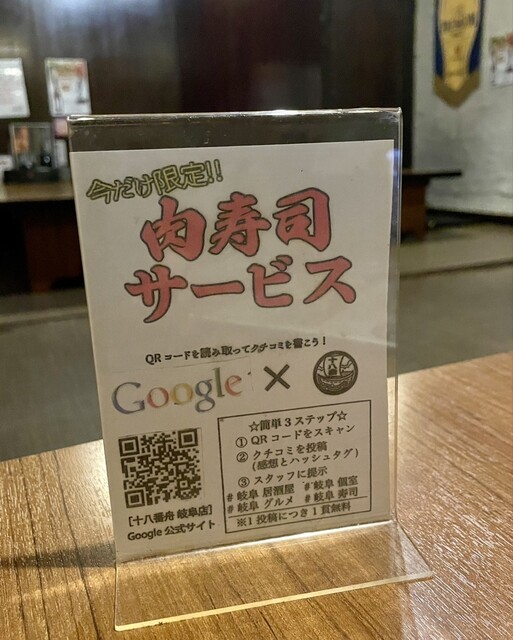 今だけ限定!!
肉寿司
サービス
QRコードを読み取ってクチコミを書こう！
Google ×
☆簡単3ステップ☆
① QRコードをスキャン
② クチコミを投稿
(感想とハッシュタグ)
③ スタッフに提示
#岐阜 居酒屋 #岐阜 個室
#岐阜 グルメ #岐阜 寿司
※1投稿につき1貫無料
[十八番舟 岐阜店]
Google 公式サイト